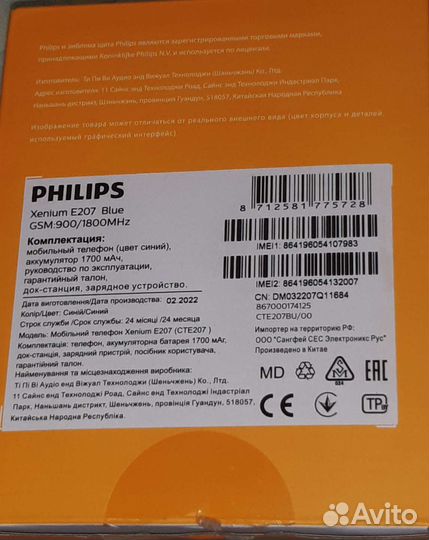 Philips и эмблема щита Philips являются зарегистрированными торговыми марками,
принадлежащими Koninklijke Philips N.V. и используются по лицензии.
Изготовитель: Ти Пи Ви Аудио энд Вижуал Технолоджи (Шэньчжэнь) Ко., Лтд.
Адрес изготовителя: 11 Сайнс энд Технолоджи Роад, Сайнс энд Технолоджи Индастриал Парк,
Наньшань дистрикт, Шэньчжэнь, провинция Гуандун, 518057, Китайская Народная Республика
Изображение товара может отличаться от реального внешнего вида (цвет корпуса и деталей,
используемый графический интерфейс).
PHILIPS
Xenium E207 Blue
GSM:900/1800MHz
Комплектация:
мобильный телефон (цвет синий),
аккумулятор 1700 мАч,
руководство по эксплуатации,
гарантийный талон,
док-станция, зарядное устройство.
8 712581 775728
IMEI1: 864196054107983
IMEI2: 864196054132007
CN: DM032207Q11684
867000174125
CTE207BU/00
Дата виготовлення/Дата производства: 02.2022
Колір/Цвет: Синій/Синий
Строк служби/Срок службы: 24 місяці /24 месяца
Модель: Мобільний телефон Xenium E207 (CTE207 )
Комплектація: телефон, акумуляторна батарея 1700 мАг,
док-станція, зарядний пристрій, посібник користувача,
гарантійний талон.
Найменування та місцезнаходження виробника:
Ті Пі Ві Аудіо енд Віжуал Технолоджи (Шеньчжень) Ко., Лтд.
11 Сайнс енд Технолоджи Роад, Сайнс енд Технолоджі Індастріал
Парк, Наньшань дистрикт, Шеньчжень, провінція Гуандун, 518057,
Китайська Народна Республіка.
Импортер на территорию РФ:
ООО "Сангфей СЕС Электроникс Рус"
Произведено в Китае
MD
024
EAC
CE
TP
BY
Avito